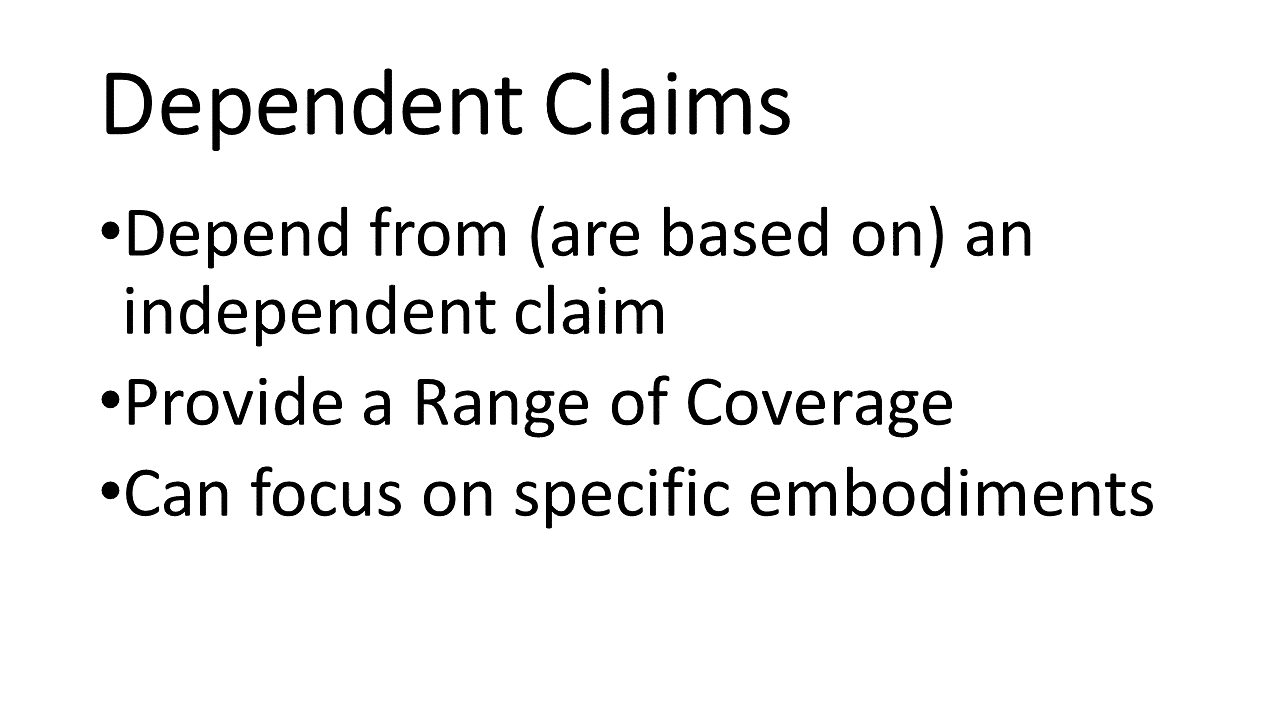 Dependent Claims
•Depend from (are based on) an
independent claim
•Provide a Range of Coverage
•Can focus on specific embodiments